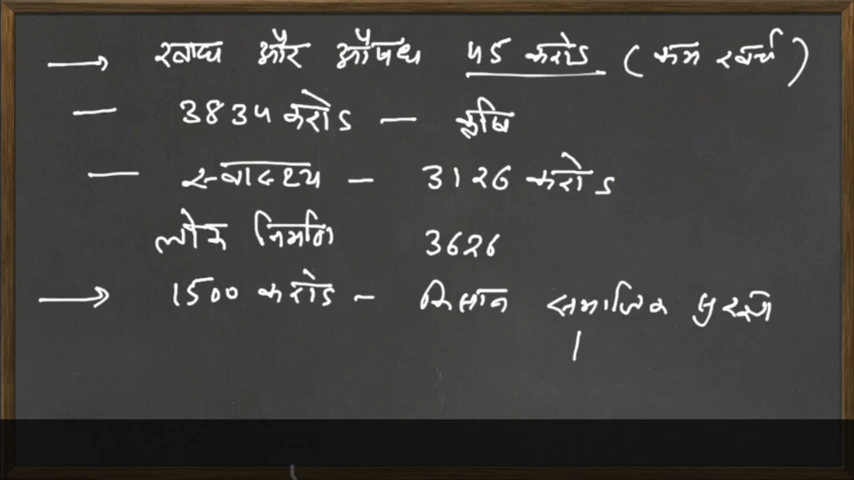 → खाद्य और औषध 45 करोड (कम खर्च)
— 3834 करोड — कृषि
— स्वास्थ्य — 3126 करोड
लोक निर्माण 3626
→ 1500 करोड — किसान सामाजिक सुरक्षा